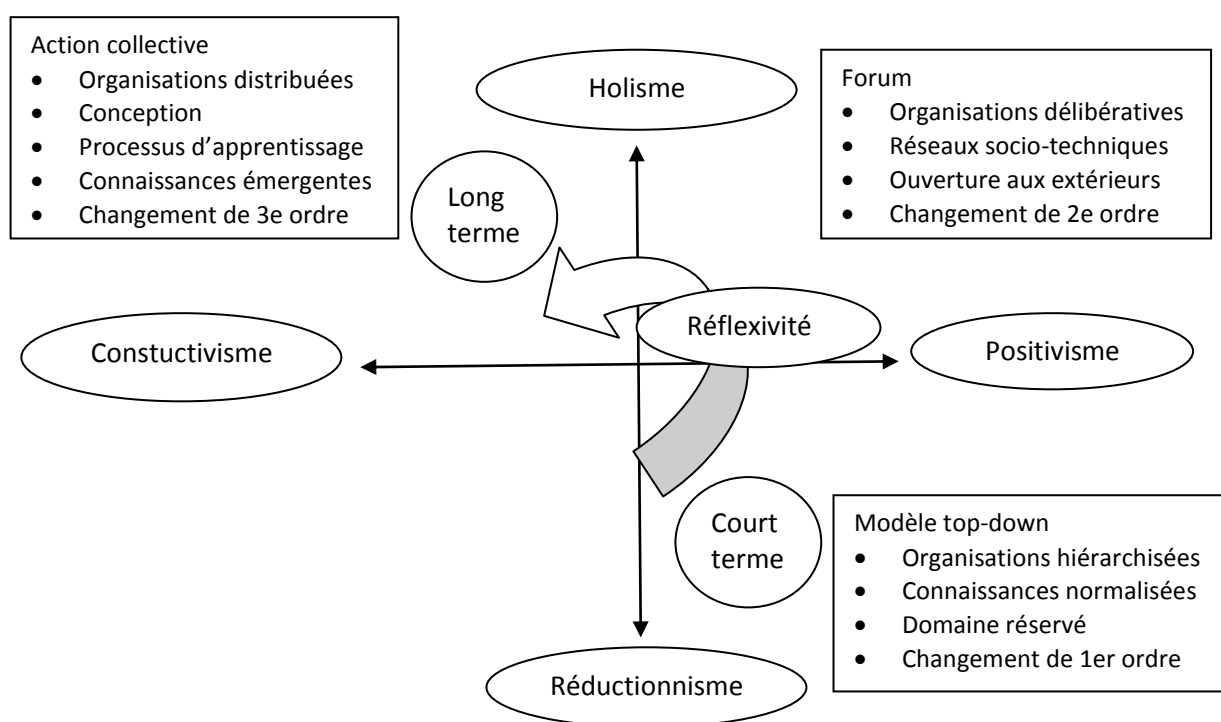 Action collective
• Organisations distribuées
• Conception
• Processus d’apprentissage
• Connaissances émergentes
• Changement de 3e ordre
Holisme
Forum
• Organisations délibératives
• Réseaux socio-techniques
• Ouverture aux extérieurs
• Changement de 2e ordre
Long
terme
Réflexivité
Constuctivisme
Positivisme
Court
terme
Modèle top-down
• Organisations hiérarchisées
• Connaissances normalisées
• Domaine réservé
• Changement de 1er ordre
Réductionnisme